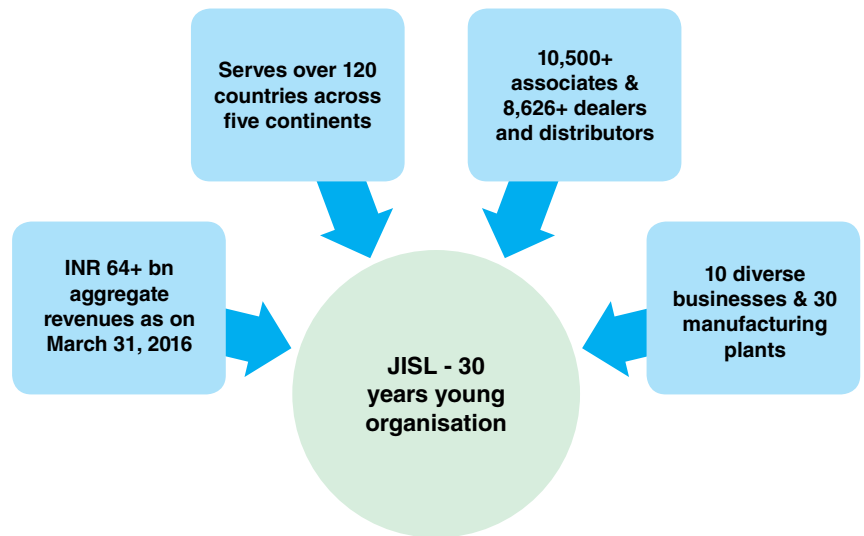 Serves over 120
countries across
five continents
10,500+
associates &
8,626+ dealers
and distributors
INR 64+ bn
aggregate
revenues as on
March 31, 2016
10 diverse
businesses & 30
manufacturing
plants
JISL - 30
years young
organisation